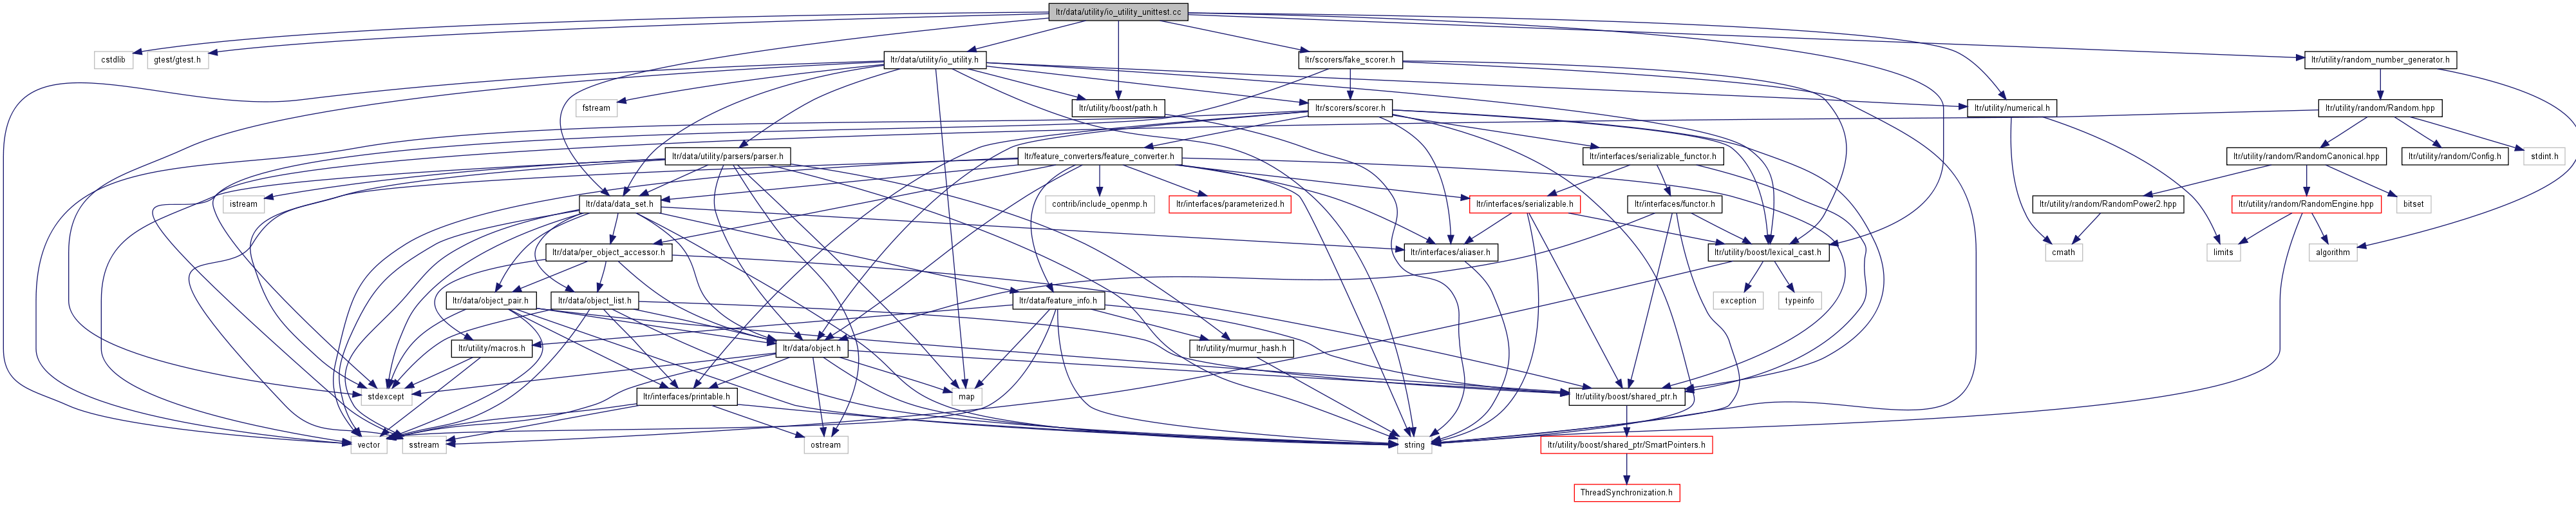 ltr/data/utility/io_utility_unittest.cc
cstdlib
gtest/gtest.h
ltr/data/utility/io_utility.h
ltr/scorers/fake_scorer.h
ltr/utility/random_number_generator.h
fstream
ltr/utility/boost/path.h
ltr/scorers/scorer.h
ltr/utility/numerical.h
ltr/utility/random/Random.hpp
ltr/data/utility/parsers/parser.h
ltr/feature_converters/feature_converter.h
ltr/interfaces/serializable_functor.h
ltr/utility/random/RandomCanonical.hpp
ltr/utility/random/Config.h
stdint.h
istream
ltr/data/data_set.h
contrib/include_openmp.h
ltr/interfaces/parameterized.h
ltr/interfaces/serializable.h
ltr/interfaces/functor.h
ltr/utility/random/RandomPower2.hpp
ltr/utility/random/RandomEngine.hpp
bitset
ltr/data/per_object_accessor.h
ltr/interfaces/aliaser.h
ltr/utility/boost/lexical_cast.h
cmath
limits
algorithm
ltr/data/object_pair.h
ltr/data/object_list.h
ltr/data/feature_info.h
exception
typeinfo
ltr/utility/macros.h
ltr/data/object.h
ltr/utility/murmur_hash.h
stdexcept
ltr/interfaces/printable.h
map
ltr/utility/boost/shared_ptr.h
vector
sstream
ostream
string
ltr/utility/boost/shared_ptr/SmartPointers.h
ThreadSynchronization.h